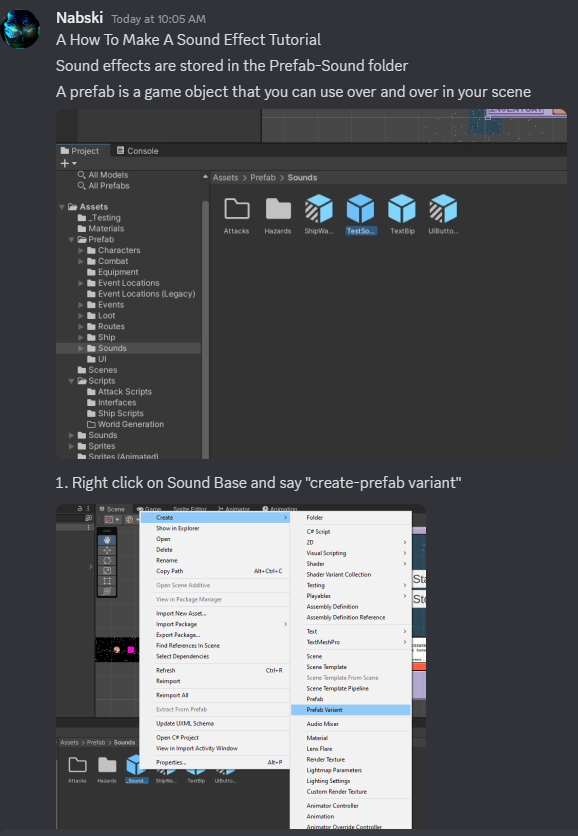 Nabski Today at 10:05 AM
A How To Make A Sound Effect Tutorial
Sound effects are stored in the Prefab-Sound folder
A prefab is a game object that you can use over and over in your scene
INVENTORY
Project Console
All Models
All Prefabs
Assets > Prefab > Sounds
Assets
_Testing
Materials
Prefab
Characters
Combat
Equipment
Event Locations
Event Locations (Legacy)
Events
Loot
Routes
Ship
Sounds
UI
Scenes
Scripts
Attack Scripts
Interfaces
Ship Scripts
World Generation
Sounds
Sprites
Sprites (Animated)
Attacks Hazards ShipWa... TestSo... TextBip UIButto...
1. Right click on Sound Base and say "create-prefab variant"
Scene Game Sprite Editor Animator Animation
Create
Show in Explorer
Open
Delete
Rename
Copy Path Alt+Ctrl+C
Open Scene Additive
View in Package Manager
Import New Asset...
Import Package
Export Package...
Find References In Scene
Select Dependencies
Refresh Ctrl+R
Reimport
Reimport All
Extract From Prefab
Update UXML Schema
Open C# Project
View in Import Activity Window
Properties... Alt+P
Folder
C# Script
2D
Visual Scripting
Shader
Shader Variant Collection
Testing
Playables
Assembly Definition
Assembly Definition Reference
Text
TextMeshPro
Scene
Scene Template
Scene Template From Scene
Scene Template Pipeline
Prefab
Prefab Variant
Audio Mixer
Material
Lens Flare
Render Texture
Lightmap Parameters
Lighting Settings
Custom Render Texture
Animator Controller
Animation
Animator Override Controller
Sta
Sto
Assets > Prefab > Sounds
Attacks Hazards _Sound... ShipWa... TextBip UIButto...